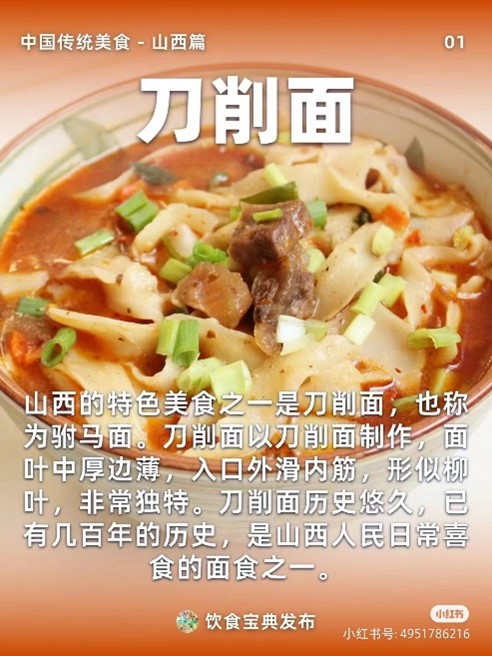 中国传统美食 - 山西篇
01
刀削面
山西的特色美食之一是刀削面，也称
为驸马面。刀削面以刀削面制作，面
叶中厚边薄，入口外滑内筋，形似柳
叶，非常独特。刀削面历史悠久，已
有几百年的历史，是山西人民日常喜
食的面食之一。
饮食宝典发布
小红书
小红书号: 4951786216